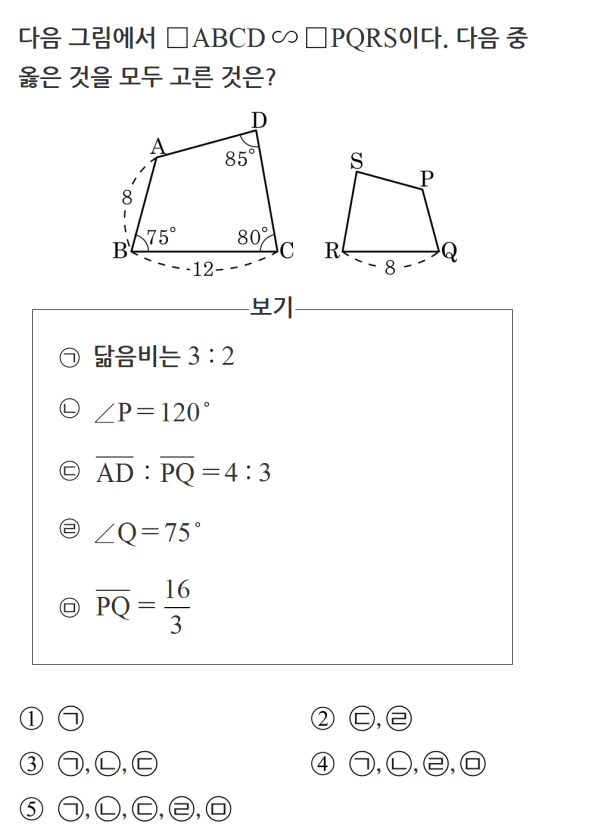 다음 그림에서 □ABCD∽□PQRS이다. 다음 중
옳은 것을 모두 고른 것은?
D
A
85°
S
P
8
75°
80°
B
C
R
Q
12
8
보기
㉠ 닮음비는 3 : 2
㉡ ∠P=120°
㉢ \overline{AD} : \overline{PQ} =4 : 3
㉣ ∠Q=75°
㉤ \overline{PQ} = \frac{16}{3}
① ㉠
② ㉢, ㉣
③ ㉠, ㉡, ㉢
④ ㉠, ㉡, ㉣, ㉤
⑤ ㉠, ㉡, ㉢, ㉣, ㉤